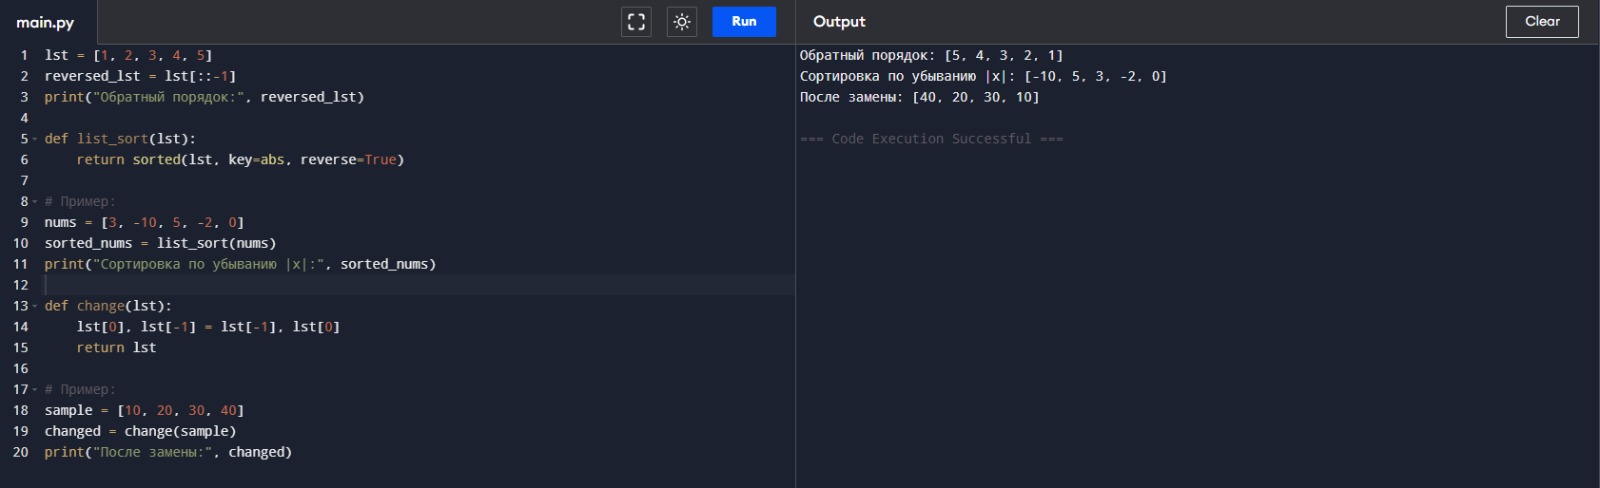 main.py
Run
1 lst = [1, 2, 3, 4, 5]
2 reversed_lst = lst[::-1]
3 print("Обратный порядок:", reversed_lst)
4
5 def list_sort(lst):
6     return sorted(lst, key=abs, reverse=True)
7
8 # Пример:
9 nums = [3, -10, 5, -2, 0]
10 sorted_nums = list_sort(nums)
11 print("Сортировка по убыванию |x|:", sorted_nums)
12
13 def change(lst):
14     lst[0], lst[-1] = lst[-1], lst[0]
15     return lst
16
17 # Пример:
18 sample = [10, 20, 30, 40]
19 changed = change(sample)
20 print("После замены:", changed)
Output
Clear
Обратный порядок: [5, 4, 3, 2, 1]
Сортировка по убыванию |x|: [-10, 5, 3, -2, 0]
После замены: [40, 20, 30, 10]
=== Code Execution Successful ===